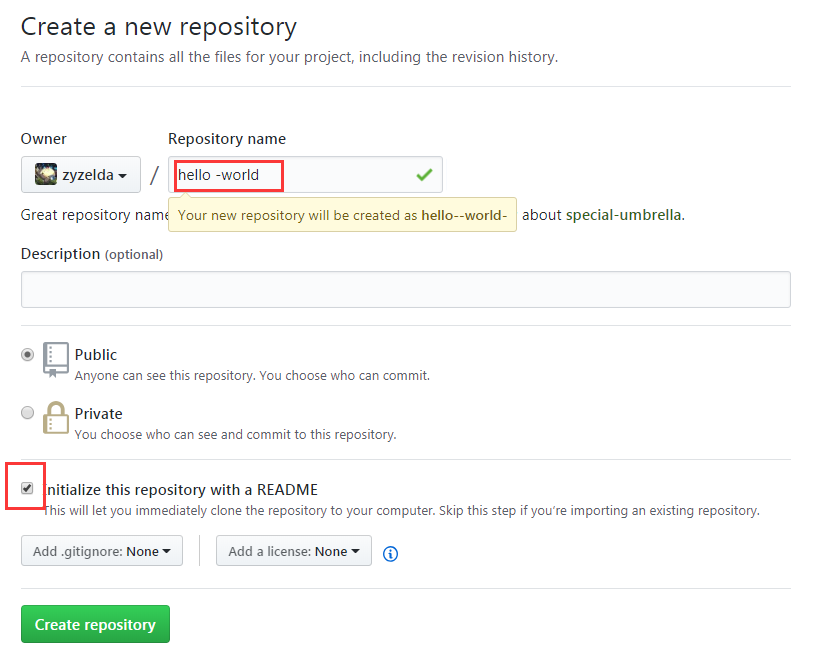 Create a new repository
A repository contains all the files for your project, including the revision history.
Owner
Repository name
zyzelda
/
hello -world
Great repository name
Your new repository will be created as hello--world-
about special-umbrella.
Description (optional)
Public
Anyone can see this repository. You choose who can commit.
Private
You choose who can see and commit to this repository.
Initialize this repository with a README
This will let you immediately clone the repository to your computer. Skip this step if you’re importing an existing repository.
Add .gitignore: None
Add a license: None
Create repository